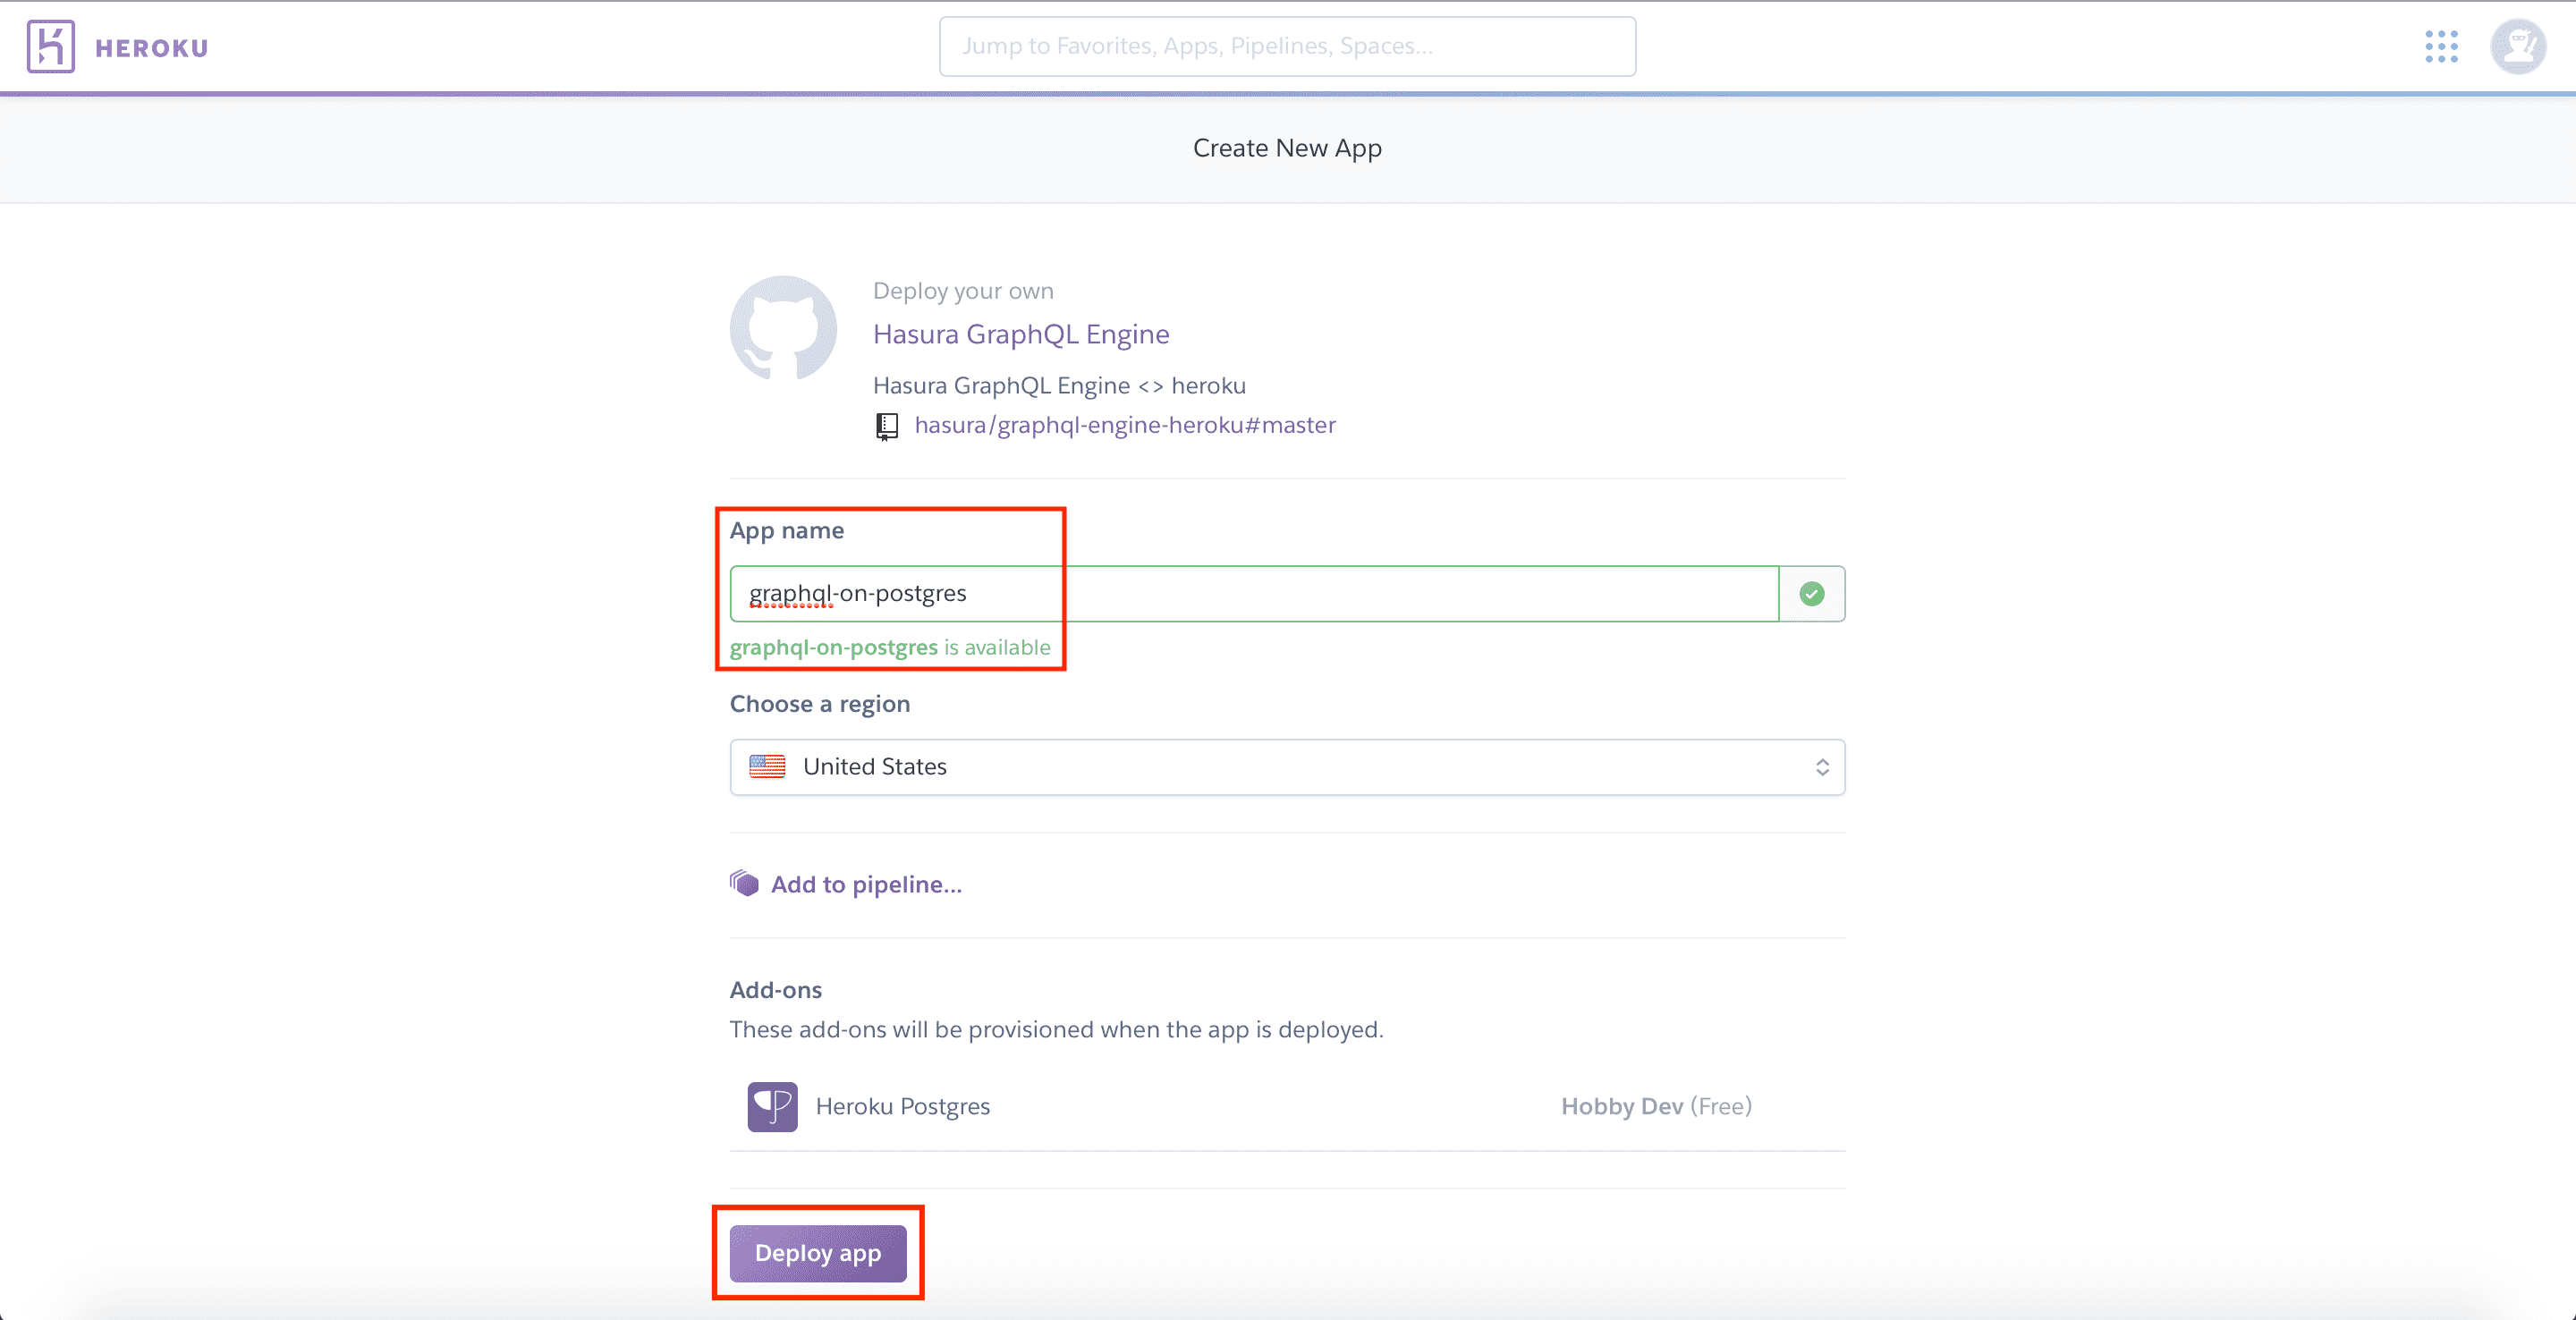 HEROKU
Jump to Favorites, Apps, Pipelines, Spaces...
Create New App
Deploy your own
Hasura GraphQL Engine
Hasura GraphQL Engine <> heroku
hasura/graphql-engine-heroku#master
App name
graphql-on-postgres
graphql-on-postgres is available
Choose a region
United States
Add to pipeline...
Add-ons
These add-ons will be provisioned when the app is deployed.
Heroku Postgres Hobby Dev (Free)
Deploy app